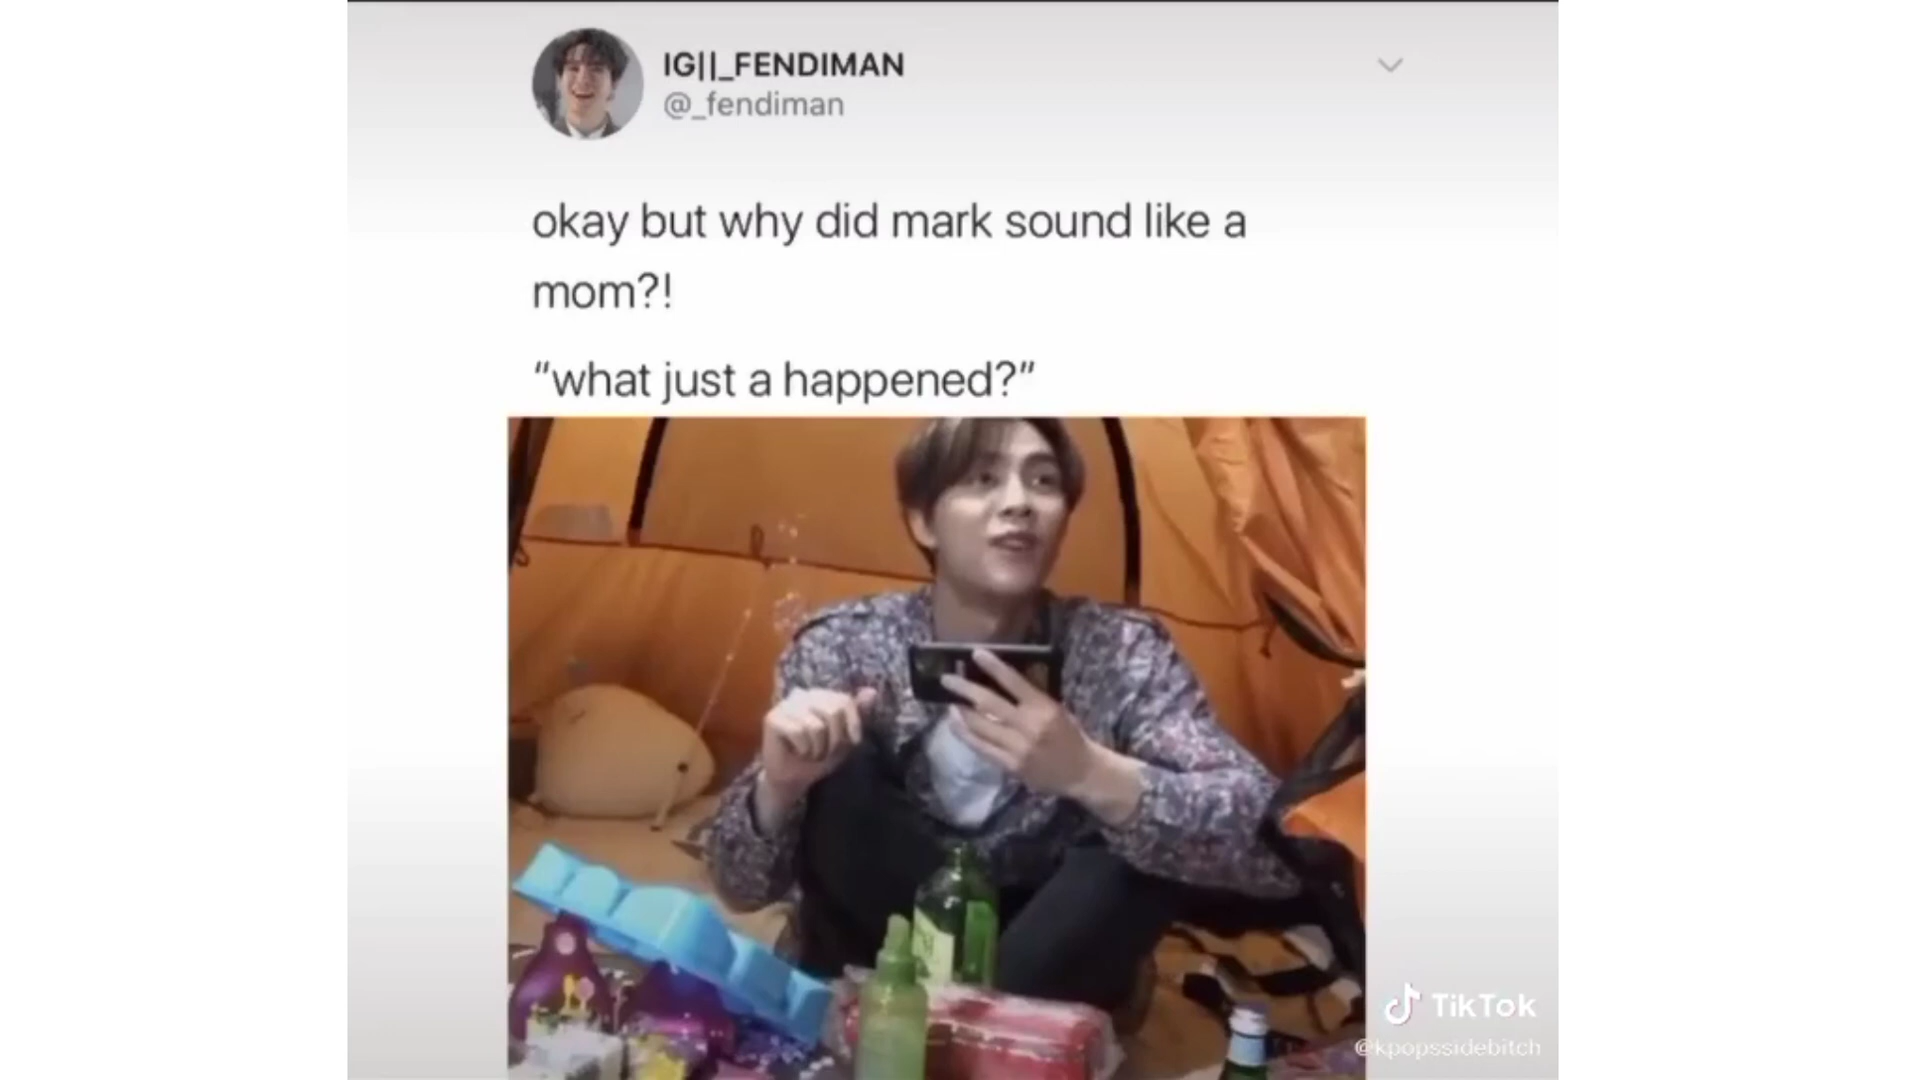 IG||_FENDIMAN
@_fendiman
okay but why did mark sound like a
mom?!
“what just a happened?”
TikTok
@kpopssidebitch